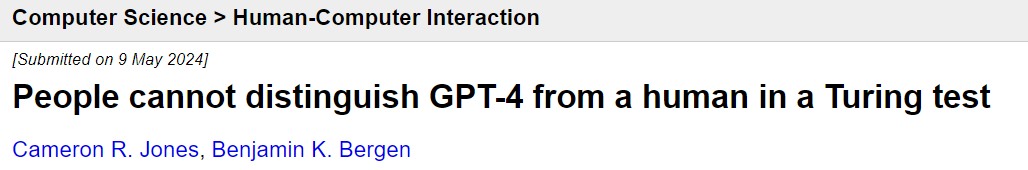 Computer Science > Human-Computer Interaction
[Submitted on 9 May 2024]
People cannot distinguish GPT-4 from a human in a Turing test
Cameron R. Jones, Benjamin K. Bergen